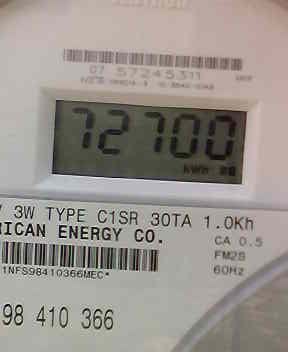 07 57245311
72700
kWh
V 3W TYPE C1SR 30TA 1.0Kh
RICAN ENERGY CO.
CA 0.5
FM2S
60Hz
1NFS98410366MEC*
98 410 366